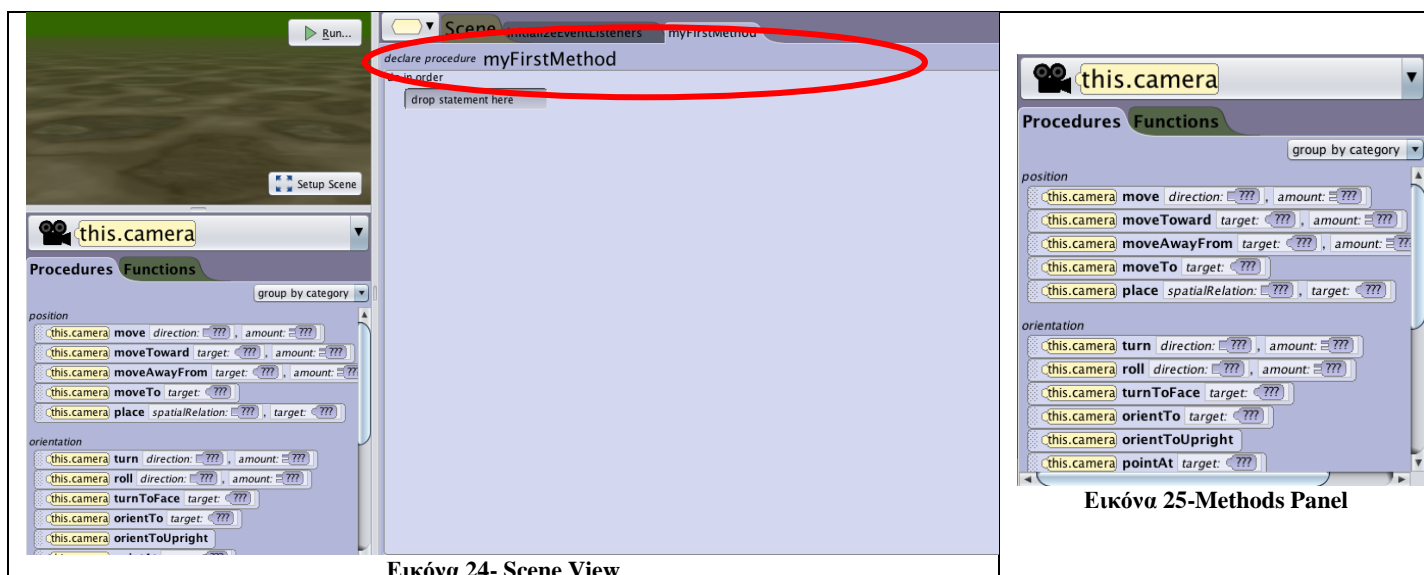 Run...
Setup Scene
this.camera
Procedures Functions
group by category
position
this.camera move direction: ??? , amount: ???
this.camera moveToward target: ??? , amount: ???
this.camera moveAwayFrom target: ??? , amount: ??
this.camera moveTo target: ???
this.camera place spatialRelation: ??? , target: ???
orientation
this.camera turn direction: ??? , amount: ???
this.camera roll direction: ??? , amount: ???
this.camera turnToFace target: ???
this.camera orientTo target: ???
this.camera orientToUpright
Scene initializeEventListeners myFirstMethod
declare procedure myFirstMethod
do in order
drop statement here
Εικόνα 24- Scene View
this.camera
Procedures Functions
group by category
position
this.camera move direction: ??? , amount: ???
this.camera moveToward target: ??? , amount: ???
this.camera moveAwayFrom target: ??? , amount: ??
this.camera moveTo target: ???
this.camera place spatialRelation: ??? , target: ???
orientation
this.camera turn direction: ??? , amount: ???
this.camera roll direction: ??? , amount: ???
this.camera turnToFace target: ???
this.camera orientTo target: ???
this.camera orientToUpright
this.camera pointAt target: ???
Εικόνα 25-Methods Panel